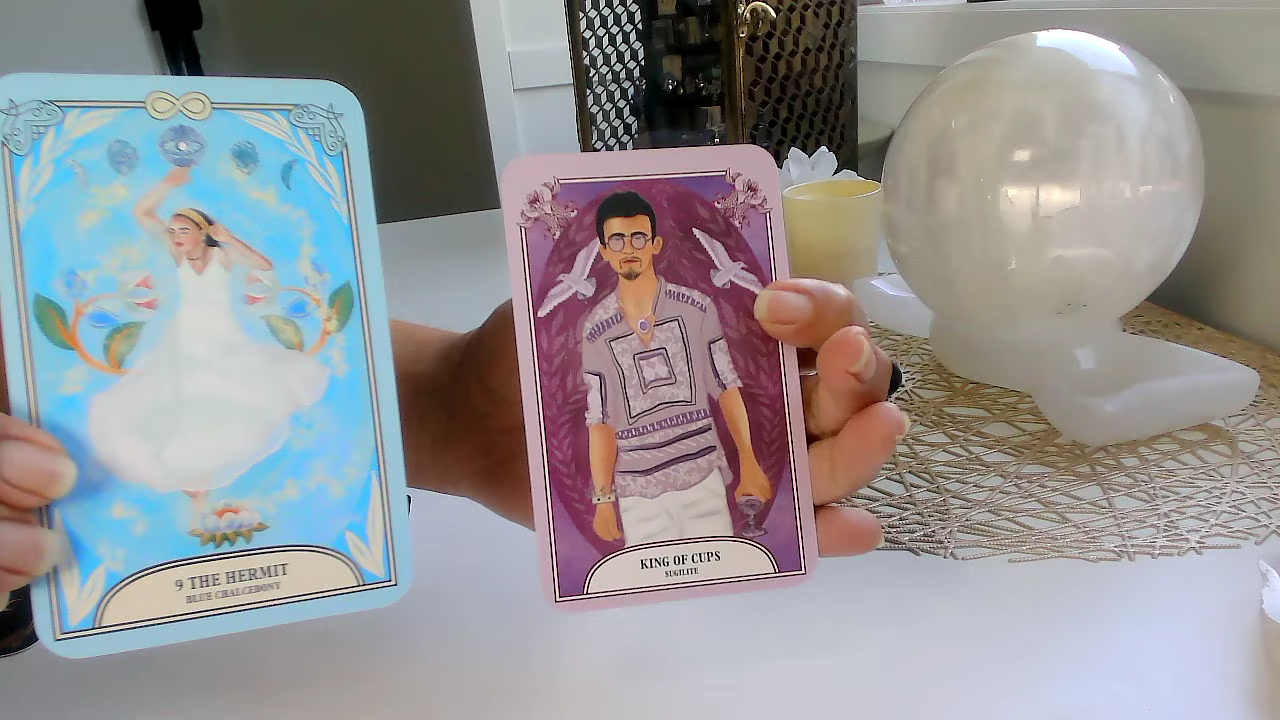 9 THE HERMIT
BLUE CHALCEDONY
KING OF CUPS
SUGILITE